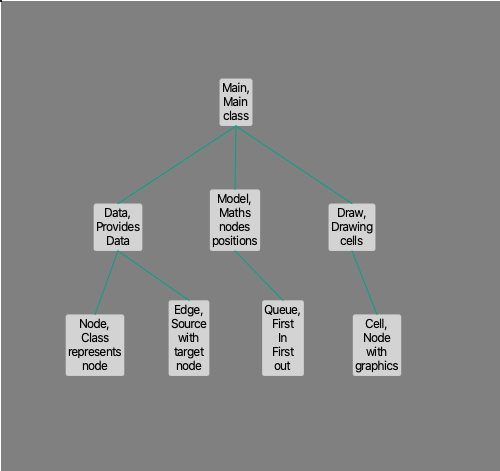 Main,
Main
class
Data,
Provides
Data
Model,
Maths
nodes
positions
Draw,
Drawing
cells
Node,
Class
represents
node
Edge,
Source
with
target
node
Queue,
First
In
First
out
Cell,
Node
with
graphics